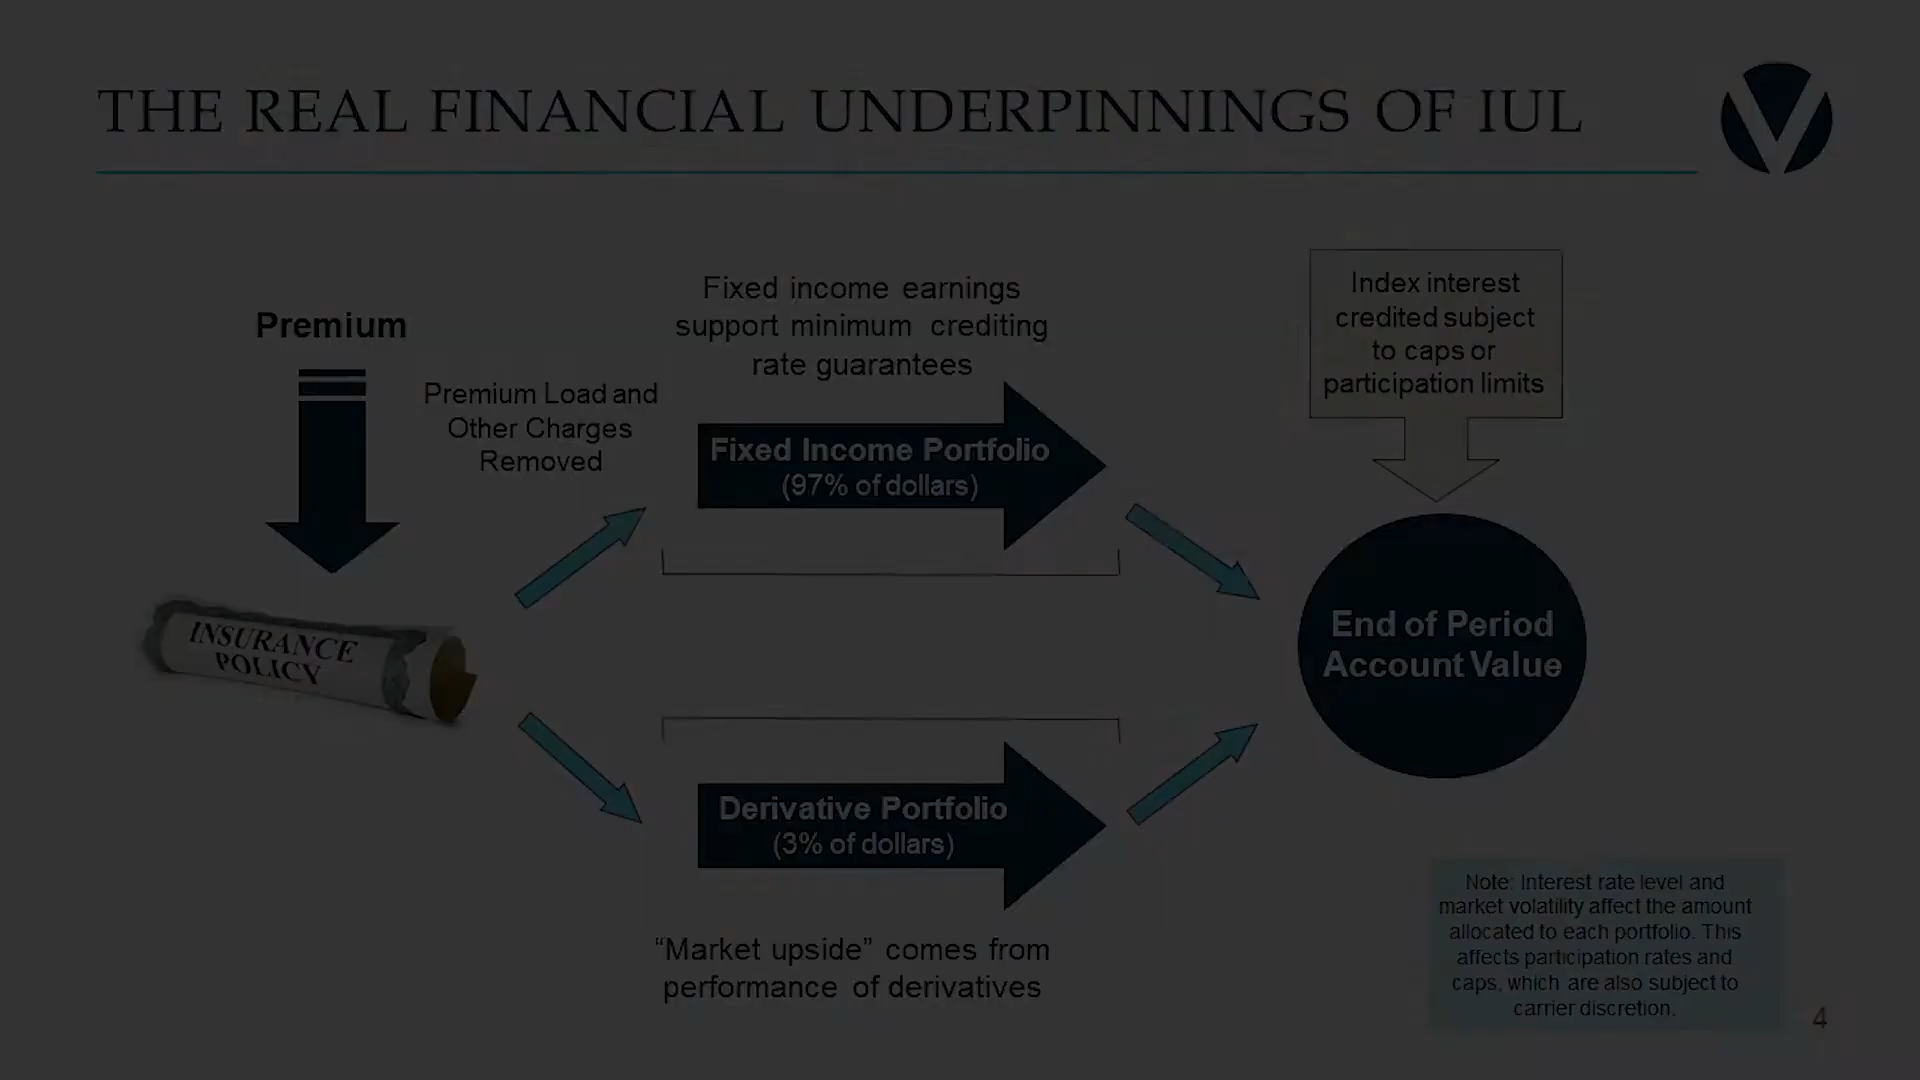 THE REAL FINANCIAL UNDERPINNINGS OF IUL
Premium
Premium Load and
Other Charges
Removed
Fixed income earnings
support minimum crediting
rate guarantees
Fixed Income Portfolio
(97% of dollars)
Index interest
credited subject
to caps or
participation limits
INSURANCE
POLICY
End of Period
Account Value
Derivative Portfolio
(3% of dollars)
“Market upside” comes from
performance of derivatives
Note: Interest rate level and
market volatility affect the amount
allocated to each portfolio. This
affects participation rates and
caps, which are also subject to
carrier discretion.
4